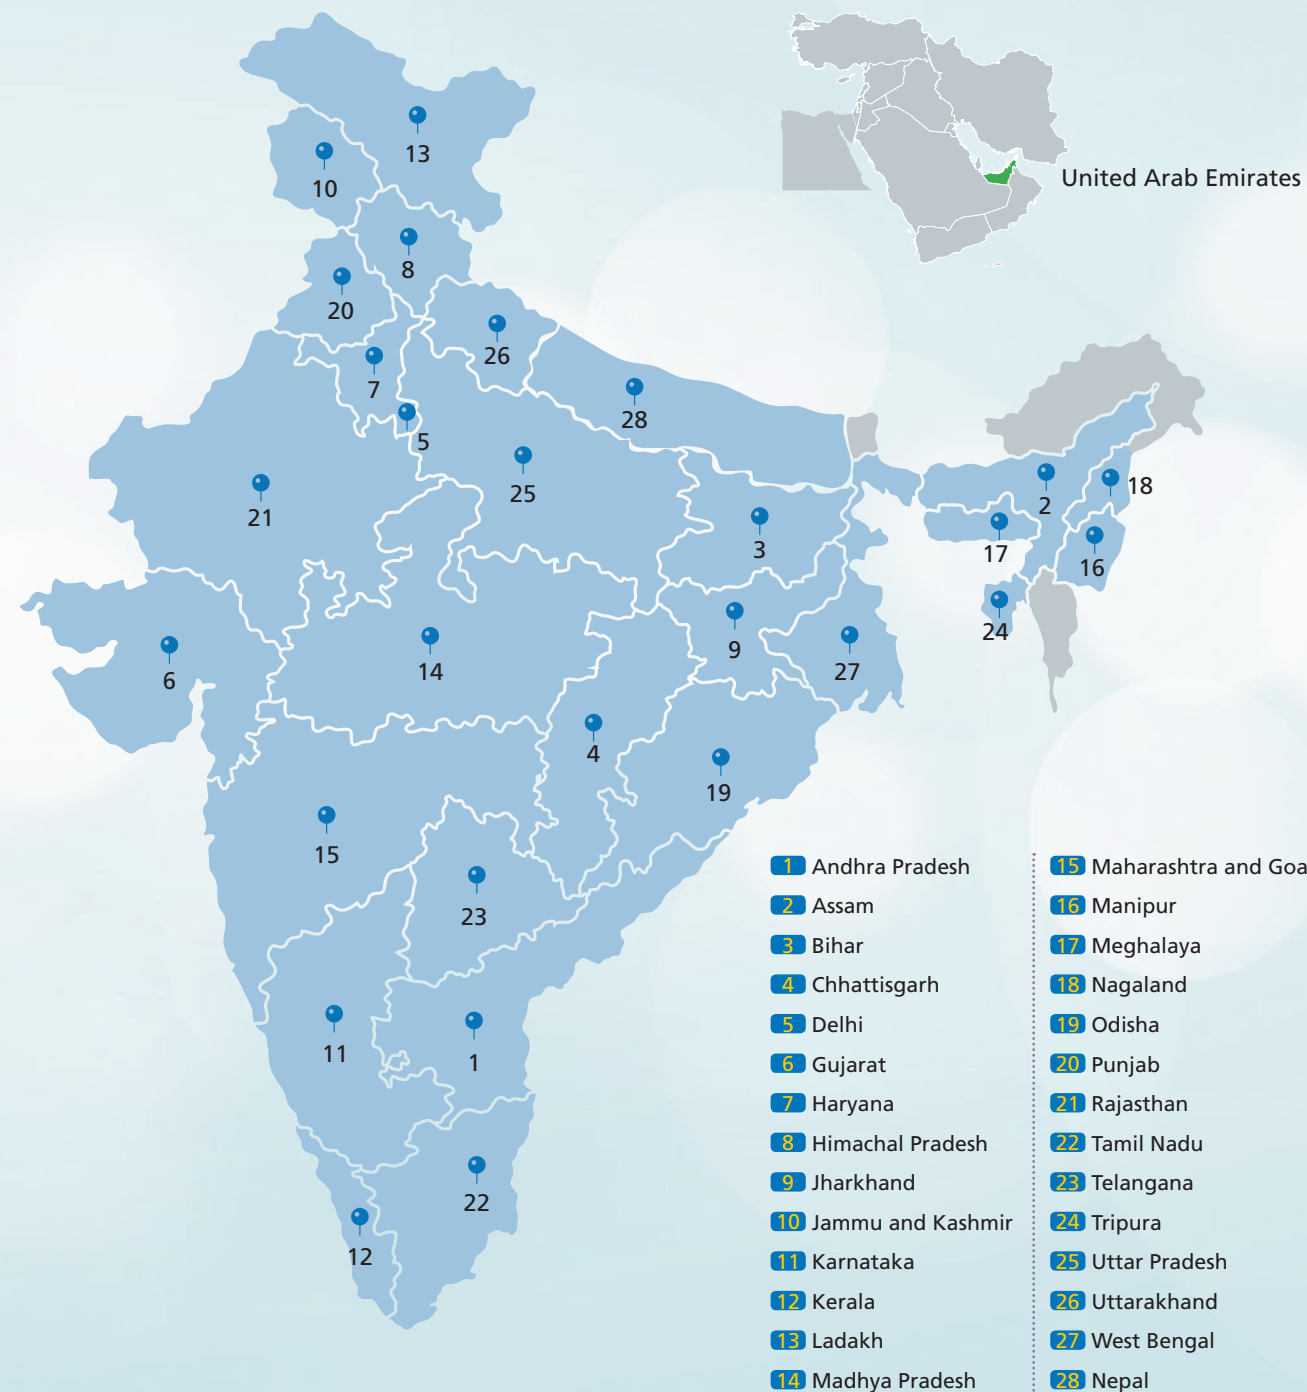 United Arab Emirates
13
10
8
20
26
7
28
5
25
21
2
18
3
17
16
24
9
27
6
14
4
19
15
23
11
1
22
12
1 Andhra Pradesh
2 Assam
3 Bihar
4 Chhattisgarh
5 Delhi
6 Gujarat
7 Haryana
8 Himachal Pradesh
9 Jharkhand
10 Jammu and Kashmir
11 Karnataka
12 Kerala
13 Ladakh
14 Madhya Pradesh
15 Maharashtra and Goa
16 Manipur
17 Meghalaya
18 Nagaland
19 Odisha
20 Punjab
21 Rajasthan
22 Tamil Nadu
23 Telangana
24 Tripura
25 Uttar Pradesh
26 Uttarakhand
27 West Bengal
28 Nepal